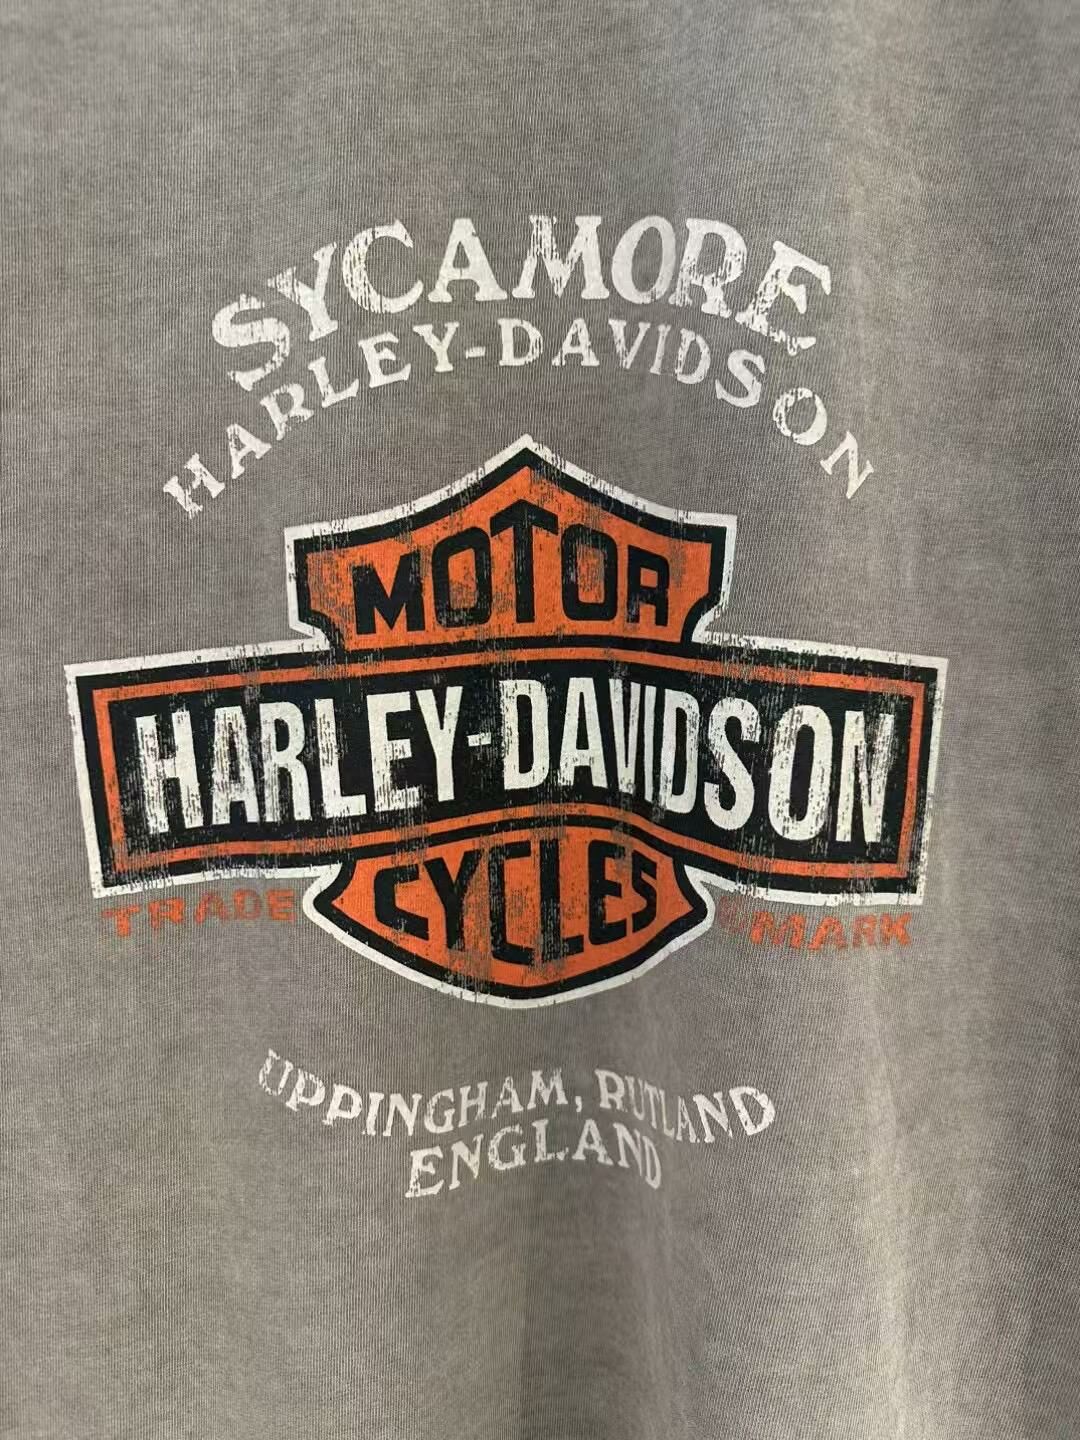 SYCAMORE
HARLEY-DAVIDSON
MOTOR
HARLEY-DAVIDSON
CYCLES
TRADE MARK
UPPINGHAM, RUTLAND
ENGLAND